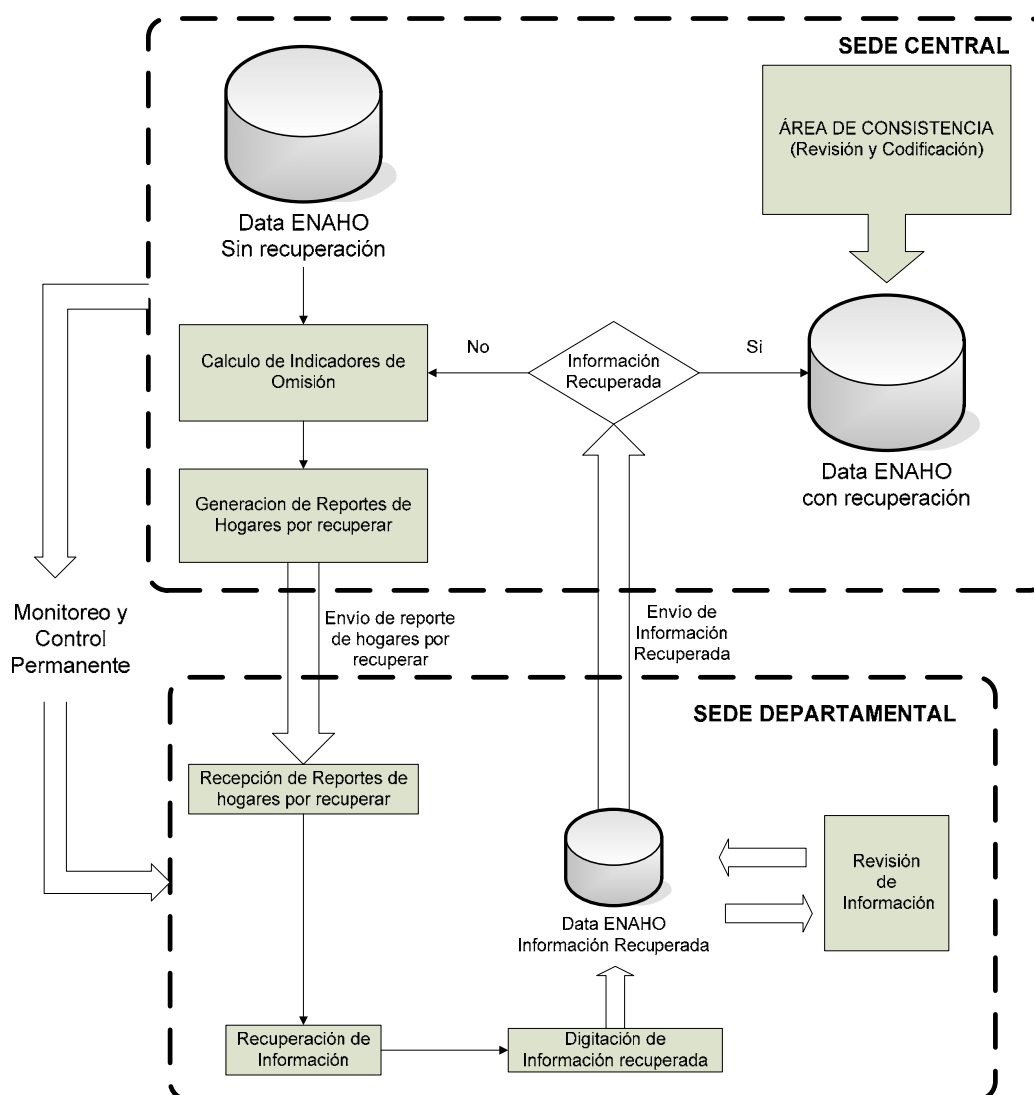 SEDE CENTRAL
ÁREA DE CONSISTENCIA
(Revisión y Codificación)
Data ENAHO
Sin recuperación
Calculo de Indicadores de
Omisión
No
Información
Recuperada
Si
Data ENAHO
con recuperación
Generacion de Reportes de
Hogares por recuperar
Monitoreo y
Control
Permanente
Envío de reporte
de hogares por
recuperar
Envío de
Información
Recuperada
SEDE DEPARTAMENTAL
Recepción de Reportes de
hogares por recuperar
Revisión
de
Información
Data ENAHO
Información Recuperada
Recuperación de
Información
Digitación de
Información recuperada